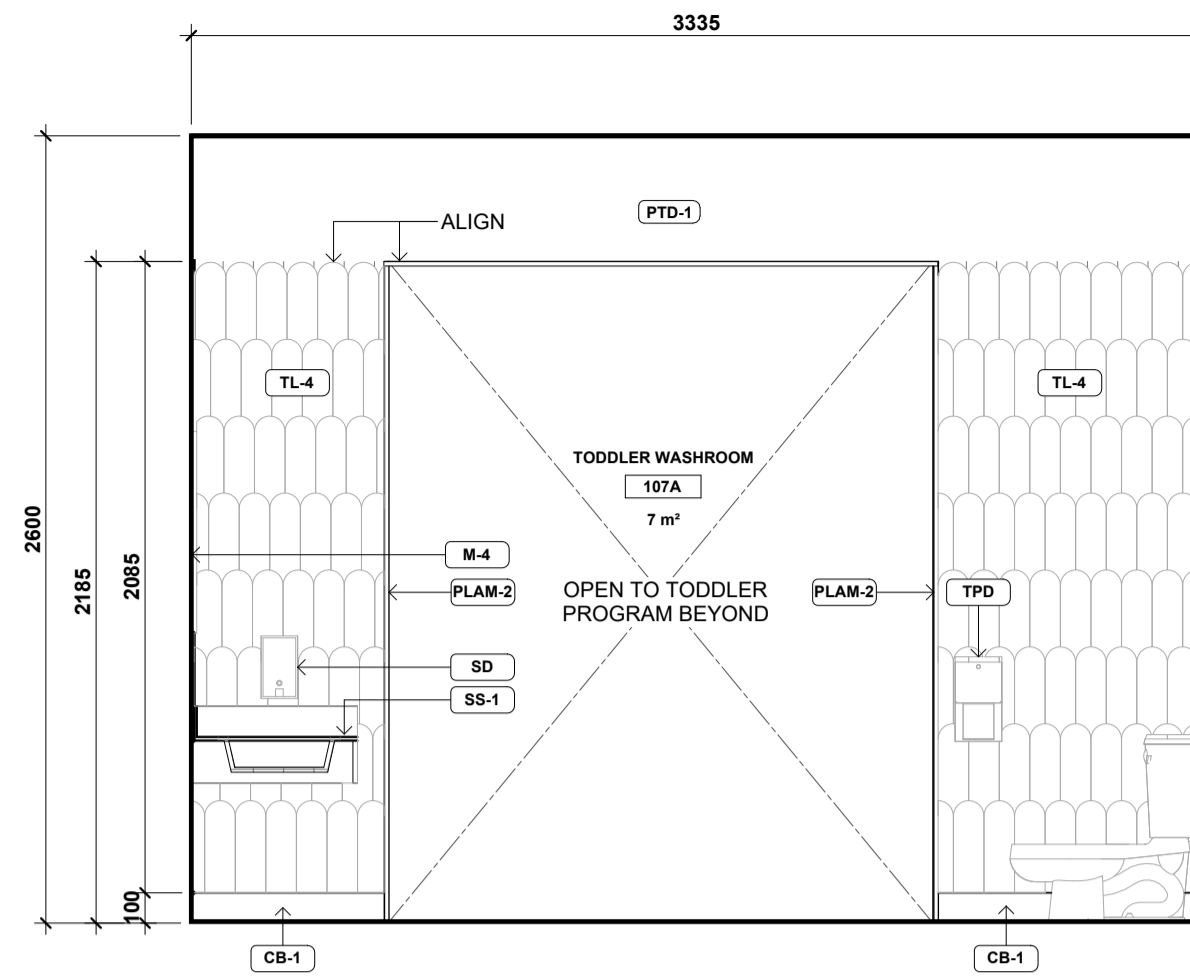 3335
PTD-1
ALIGN
TL-4
TL-4
TODDLER WASHROOM
107A
7 m²
2600
2185
2085
M-4
PLAM-2
OPEN TO TODDLER
PROGRAM BEYOND
PLAM-2
TPD
SD
SS-1
100
CB-1
CB-1